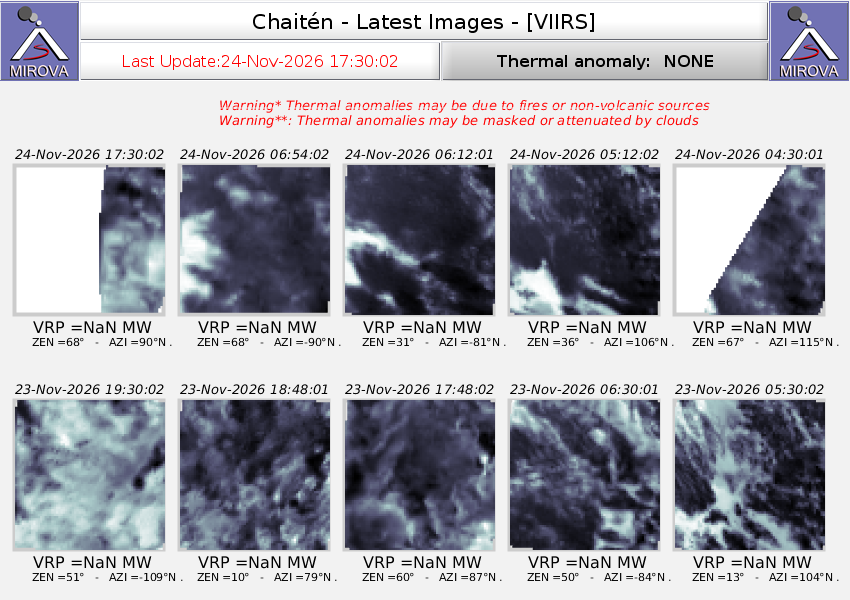 Chaitén - Latest Images - [VIIRS]
MIROVA
Last Update:24-Nov-2026 17:30:02
Thermal anomaly:  NONE
MIROVA
Warning* Thermal anomalies may be due to fires or non-volcanic sources
Warning**: Thermal anomalies may be masked or attenuated by clouds
24-Nov-2026 17:30:02
24-Nov-2026 06:54:02
24-Nov-2026 06:12:01
24-Nov-2026 05:12:02
24-Nov-2026 04:30:01
VRP =NaN MW
VRP =NaN MW
VRP =NaN MW
VRP =NaN MW
VRP =NaN MW
ZEN =68°  -  AZI =90°N .
ZEN =68°  -  AZI =-90°N .
ZEN =31°  -  AZI =-81°N .
ZEN =36°  -  AZI =106°N .
ZEN =67°  -  AZI =115°N .
23-Nov-2026 19:30:02
23-Nov-2026 18:48:01
23-Nov-2026 17:48:02
23-Nov-2026 06:30:01
23-Nov-2026 05:30:02
VRP =NaN MW
VRP =NaN MW
VRP =NaN MW
VRP =NaN MW
VRP =NaN MW
ZEN =51°  -  AZI =-109°N .
ZEN =10°  -  AZI =79°N .
ZEN =60°  -  AZI =87°N .
ZEN =50°  -  AZI =-84°N .
ZEN =13°  -  AZI =104°N .